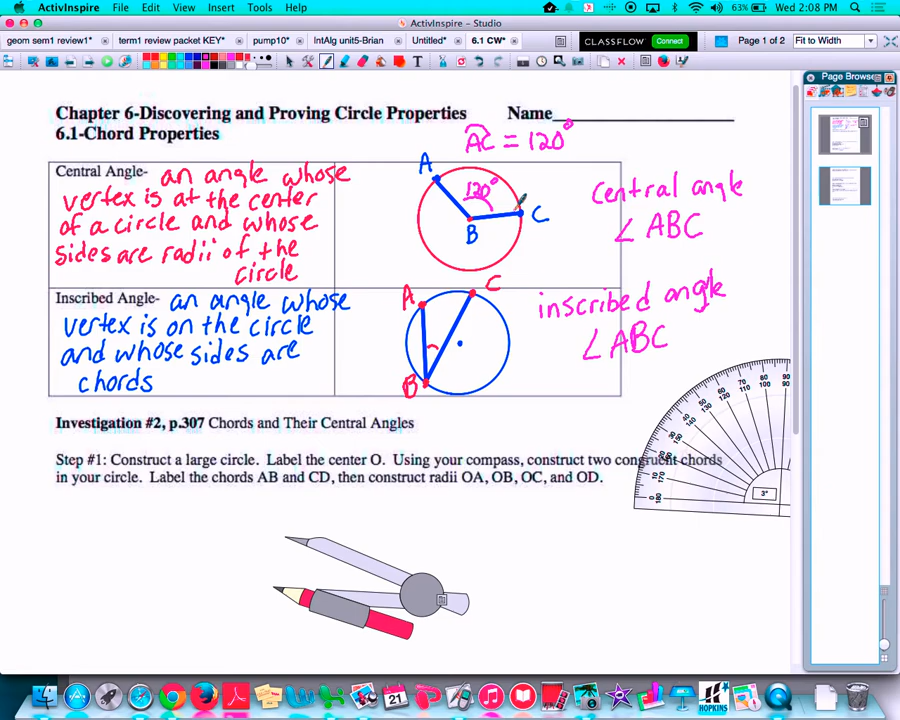 ActivInspire File Edit View Insert Tools Help 63% Wed 2:08 PM
ActivInspire - Studio
geom sem1 review1* term1 review packet KEY* pump10* IntAlg unit5-Brian Untitled* 6.1 CW* CLASSFLOW Connect Page 1 of 2 Fit to Width
Page Browse
Chapter 6-Discovering and Proving Circle Properties Name
6.1-Chord Properties
AC = 120°
Central Angle- an angle whose
vertex is at the center
of a circle and whose
sides are radii of the
circle
A
120°
B
C
central angle
∠ ABC
Inscribed Angle- an angle whose
vertex is on the circle
and whose sides are
chords
A
C
B
inscribed angle
∠ ABC
Investigation #2, p.307 Chords and Their Central Angles
Step #1: Construct a large circle. Label the center O. Using your compass, construct two congruent chords
in your circle. Label the chords AB and CD, then construct radii OA, OB, OC, and OD.
3°
21
HOPKINS